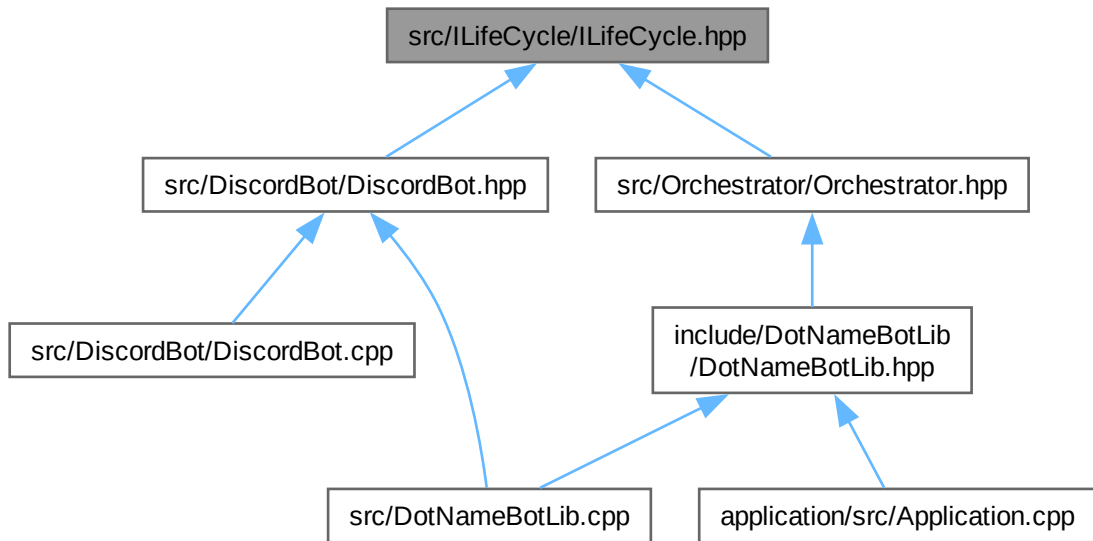 src/ILifeCycle/ILifeCycle.hpp
src/DiscordBot/DiscordBot.hpp
src/Orchestrator/Orchestrator.hpp
src/DiscordBot/DiscordBot.cpp
include/DotNameBotLib
/DotNameBotLib.hpp
src/DotNameBotLib.cpp
application/src/Application.cpp